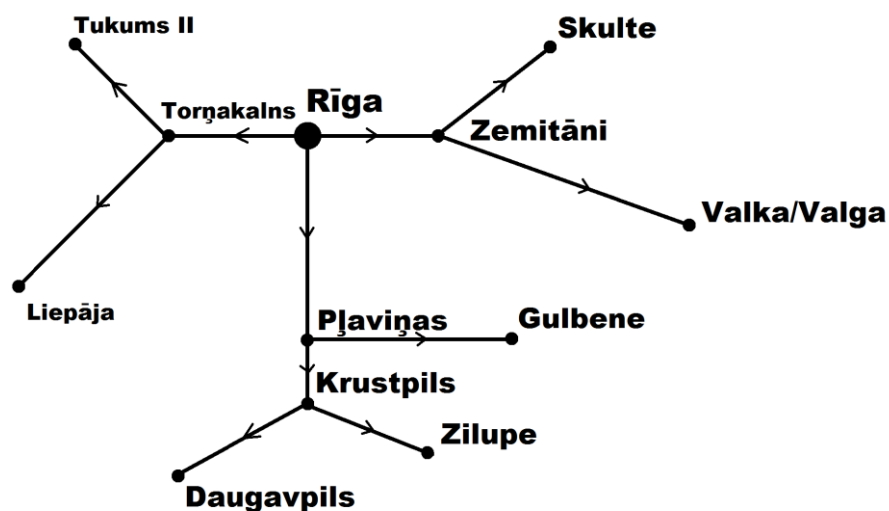 Tukums II
Skulte
Rīga
Torņakalns
Zemitāni
Valka/Valga
Liepāja
Pļaviņas
Gulbene
Krustpils
Zilupe
Daugavpils